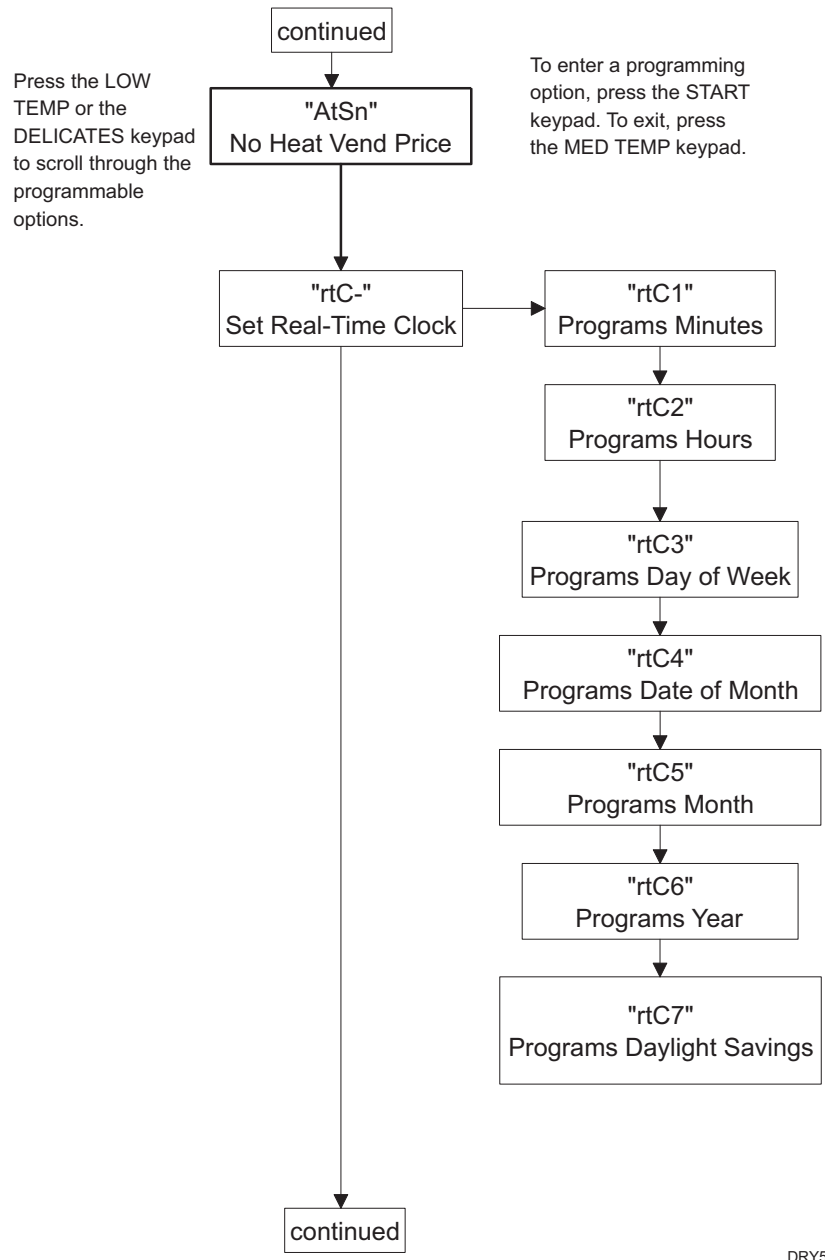 continued
Press the LOW
TEMP or the
DELICATES keypad
to scroll through the
programmable
options.
"AtSn"
No Heat Vend Price
To enter a programming
option, press the START
keypad. To exit, press
the MED TEMP keypad.
"rtC-"
Set Real-Time Clock
"rtC1"
Programs Minutes
"rtC2"
Programs Hours
"rtC3"
Programs Day of Week
"rtC4"
Programs Date of Month
"rtC5"
Programs Month
"rtC6"
Programs Year
"rtC7"
Programs Daylight Savings
continued